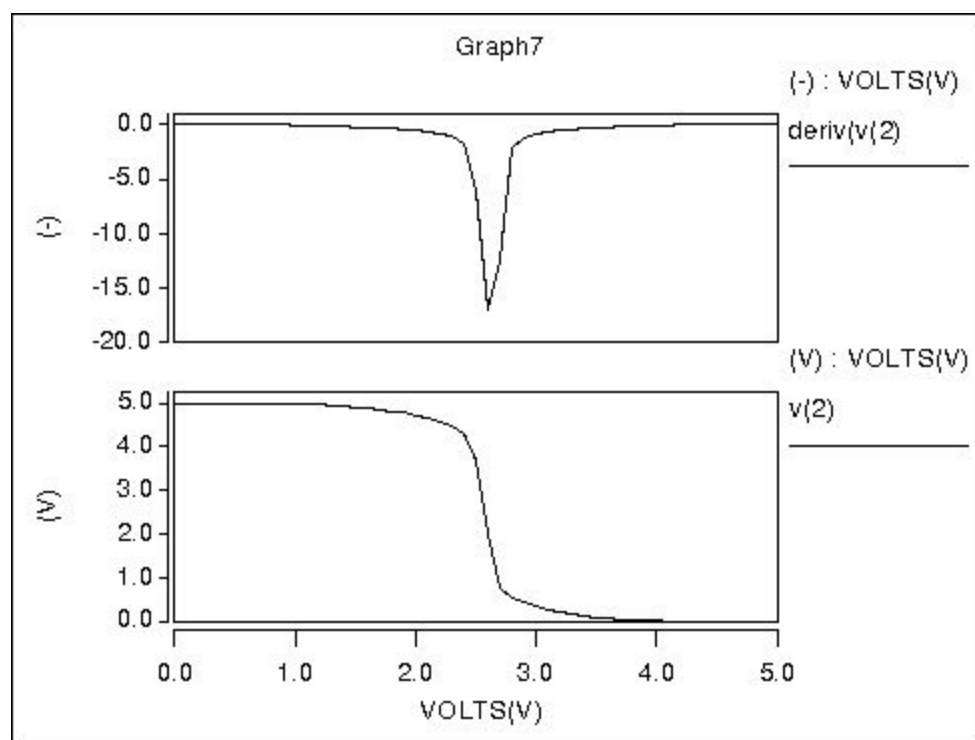 Graph7
(-) : VOLTS(V)
deriv(v(2)
0.0
-5.0
-10.0
-15.0
-20.0
(-)
(V) : VOLTS(V)
v(2)
5.0
4.0
3.0
2.0
1.0
0.0
(V)
0.0 1.0 2.0 3.0 4.0 5.0
VOLTS(V)